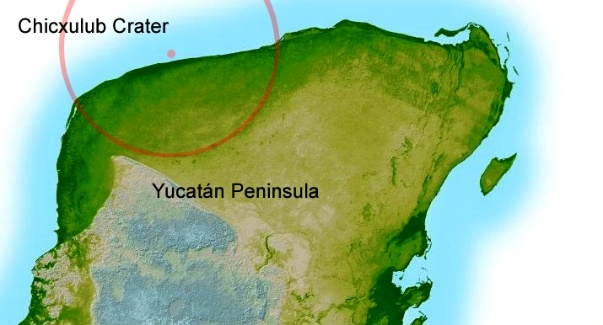 Chicxulub Crater
Yucatán Peninsula